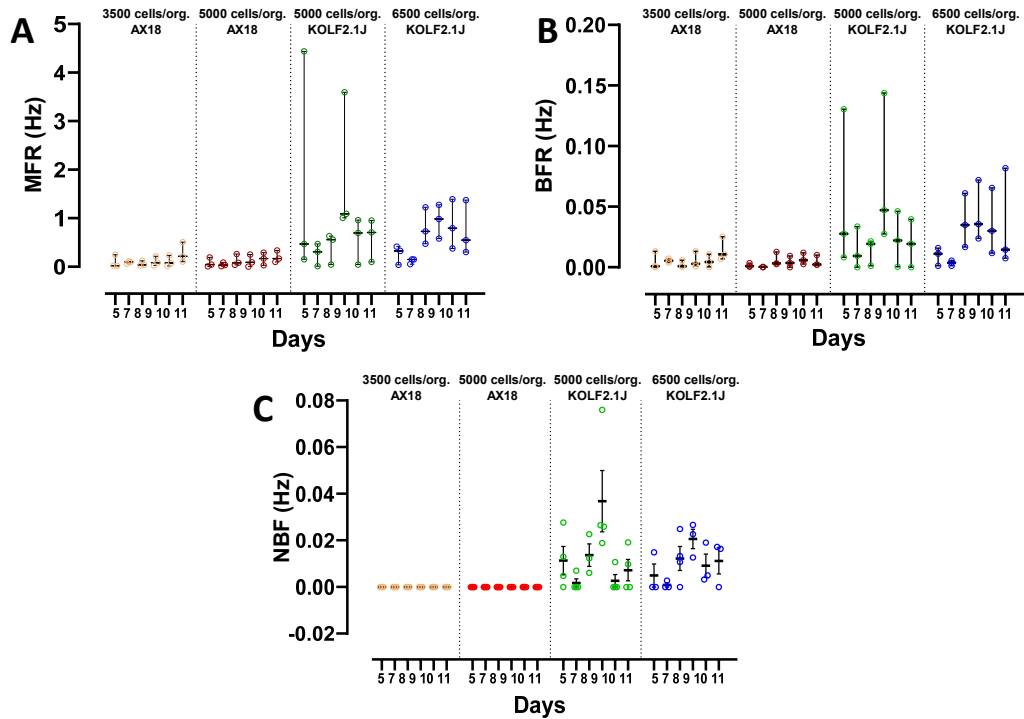 A
3500 cells/org. 5000 cells/org. 5000 cells/org. 6500 cells/org.
AX18 AX18 KOLF2.1J KOLF2.1J
MFR (Hz)
5
4
3
2
1
0
5 7 8 9 10 11 5 7 8 9 10 11 5 7 8 9 10 11 5 7 8 9 10 11
Days
B
3500 cells/org. 5000 cells/org. 5000 cells/org. 6500 cells/org.
AX18 AX18 KOLF2.1J KOLF2.1J
BFR (Hz)
0.20
0.15
0.10
0.05
0.00
5 7 8 9 10 11 5 7 8 9 10 11 5 7 8 9 10 11 5 7 8 9 10 11
Days
C
3500 cells/org. 5000 cells/org. 5000 cells/org. 6500 cells/org.
AX18 AX18 KOLF2.1J KOLF2.1J
NBF (Hz)
0.08
0.06
0.04
0.02
0.00
-0.02
5 7 8 9 10 11 5 7 8 9 10 11 5 7 8 9 10 11 5 7 8 9 10 11
Days